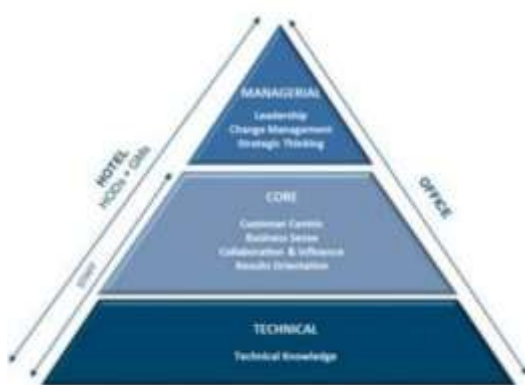 MANAGERIAL
Leadership
Change Management
Strategic Thinking
HOTEL
HODs + GMs
OFFICE
CORE
Customer Centric
Business Sense
Collaboration & Influence
Results Orientation
STAFF
TECHNICAL
Technical Knowledge